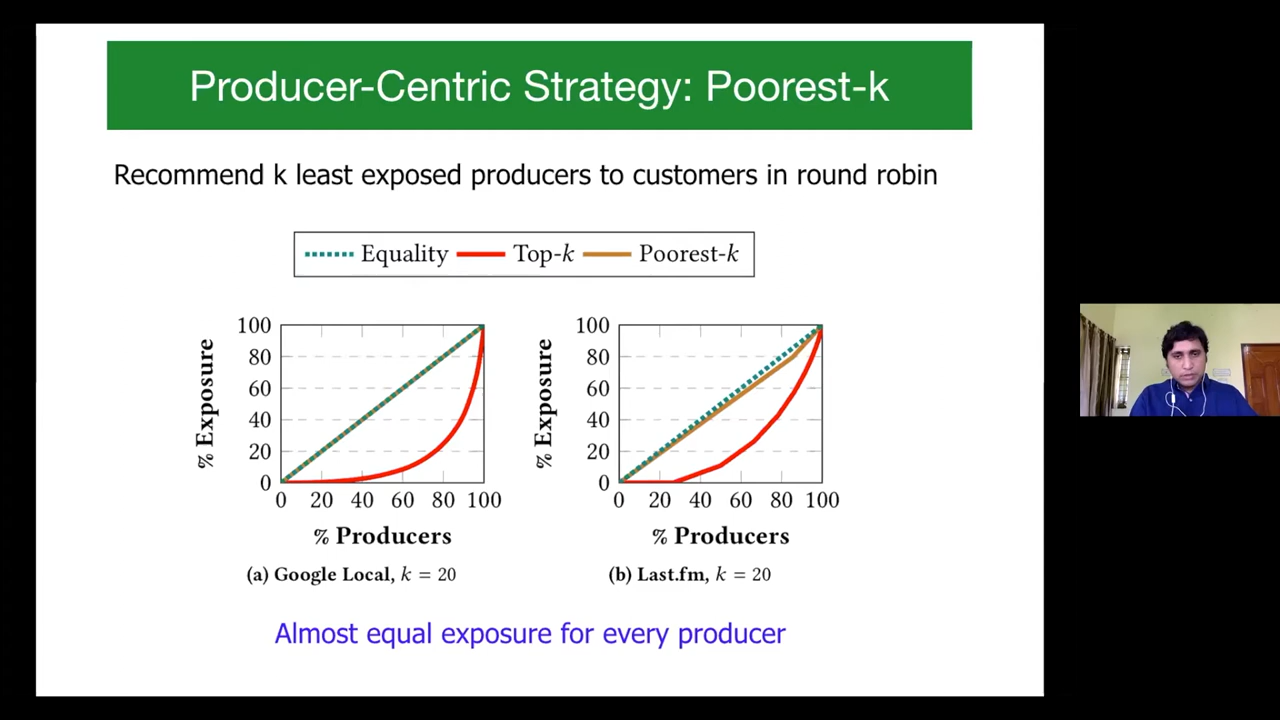 Producer-Centric Strategy: Poorest-k
Recommend k least exposed producers to customers in round robin
Equality Top-k Poorest-k
100
80
60
40
20
0
% Exposure
0 20 40 60 80 100
% Producers
(a) Google Local, k = 20
100
80
60
40
20
0
% Exposure
0 20 40 60 80 100
% Producers
(b) Last.fm, k = 20
Almost equal exposure for every producer